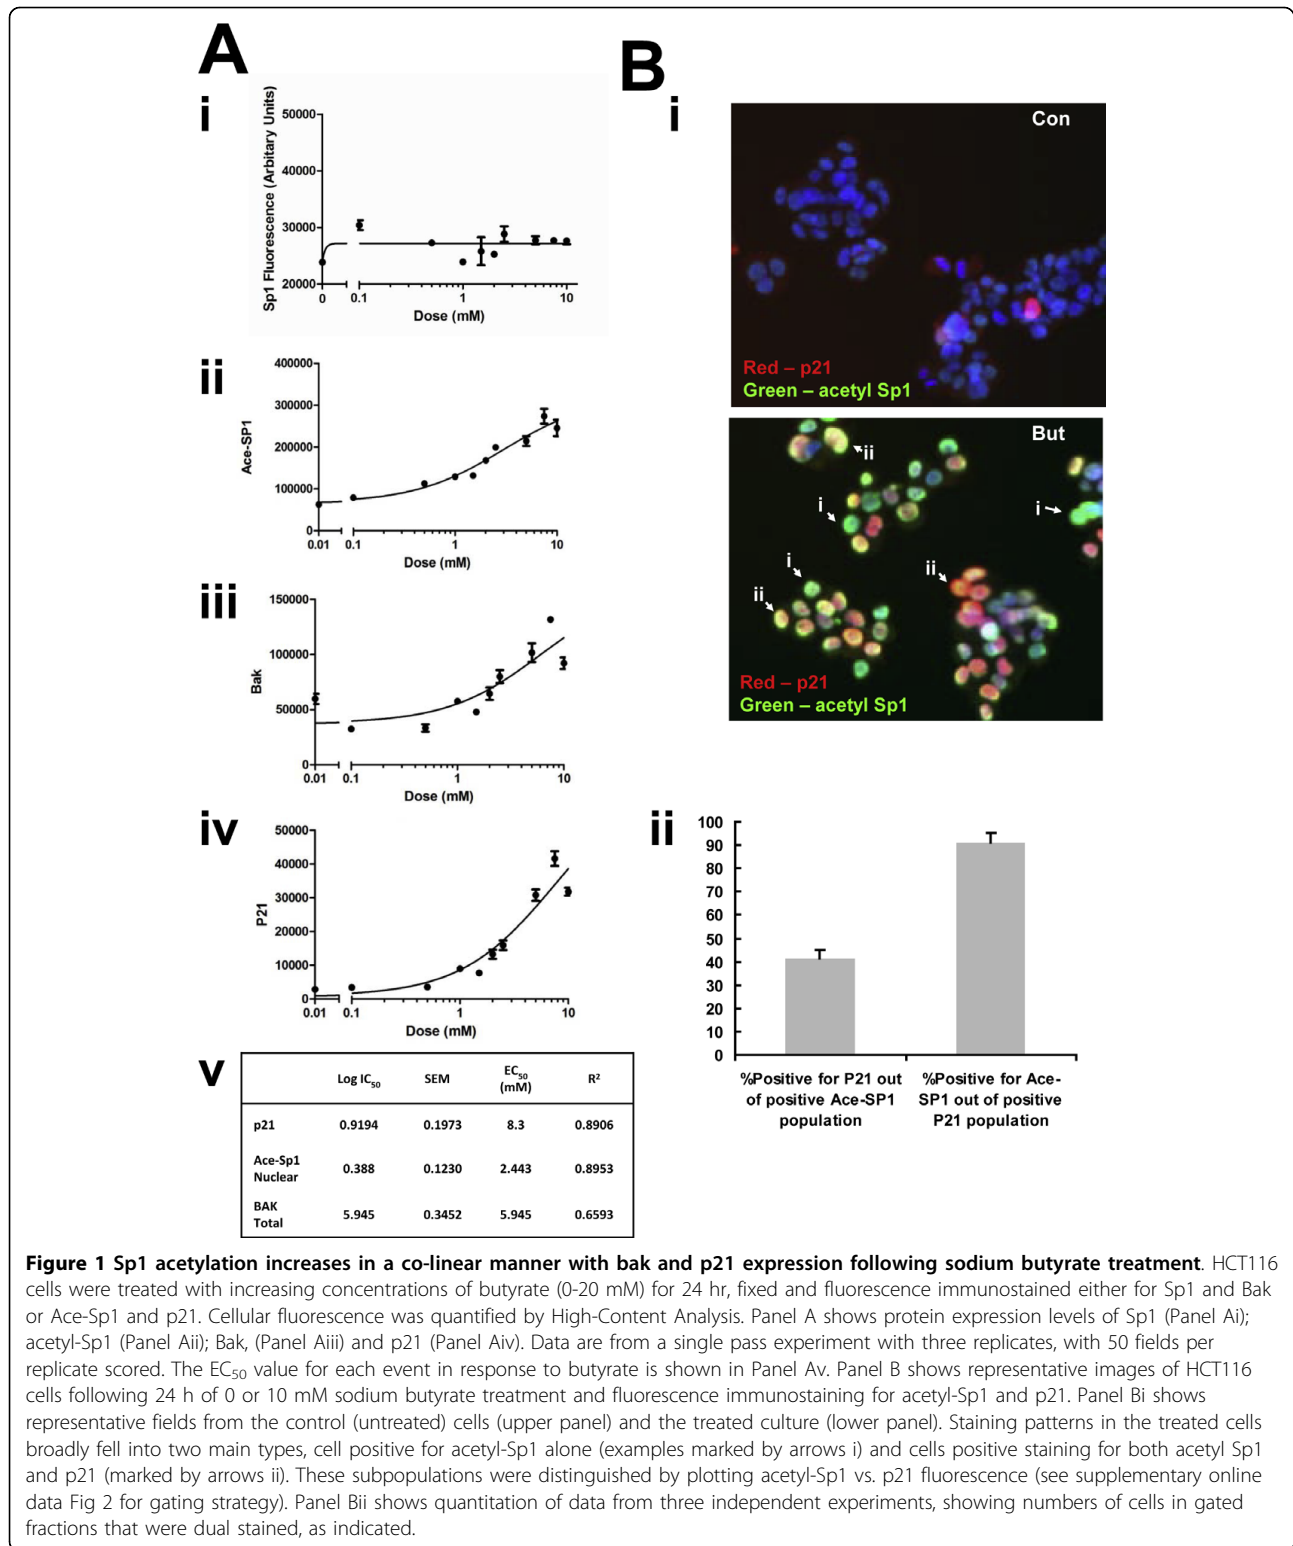 A
i
Sp1 Fluorescence (Arbitary Units)
50000
40000
30000
20000
0
0.1
1
10
Dose (mM)
ii
Ace-SP1
400000
300000
200000
100000
0
0.01
0.1
1
10
Dose (mM)
iii
Bak
150000
100000
50000
0
0.01
0.1
1
10
Dose (mM)
iv
P21
50000
40000
30000
20000
10000
0
0.01
0.1
1
10
Dose (mM)
v
Log IC50 SEM EC50 (mM) R²
p21 0.9194 0.1973 8.3 0.8906
Ace-Sp1 Nuclear 0.388 0.1230 2.443 0.8953
BAK Total 5.945 0.3452 5.945 0.6593
B
i
Con
Red – p21
Green – acetyl Sp1
But
ii
i
i
i
ii
ii
Red – p21
Green – acetyl Sp1
ii
100
90
80
70
60
50
40
30
20
10
0
%Positive for P21 out
of positive Ace-SP1
population
%Positive for Ace-
SP1 out of positive
P21 population
Figure 1 Sp1 acetylation increases in a co-linear manner with bak and p21 expression following sodium butyrate treatment. HCT116
cells were treated with increasing concentrations of butyrate (0-20 mM) for 24 hr, fixed and fluorescence immunostained either for Sp1 and Bak
or Ace-Sp1 and p21. Cellular fluorescence was quantified by High-Content Analysis. Panel A shows protein expression levels of Sp1 (Panel Ai);
acetyl-Sp1 (Panel Aii); Bak, (Panel Aiii) and p21 (Panel Aiv). Data are from a single pass experiment with three replicates, with 50 fields per
replicate scored. The EC50 value for each event in response to butyrate is shown in Panel Av. Panel B shows representative images of HCT116
cells following 24 h of 0 or 10 mM sodium butyrate treatment and fluorescence immunostaining for acetyl-Sp1 and p21. Panel Bi shows
representative fields from the control (untreated) cells (upper panel) and the treated culture (lower panel). Staining patterns in the treated cells
broadly fell into two main types, cell positive for acetyl-Sp1 alone (examples marked by arrows i) and cells positive staining for both acetyl Sp1
and p21 (marked by arrows ii). These subpopulations were distinguished by plotting acetyl-Sp1 vs. p21 fluorescence (see supplementary online
data Fig 2 for gating strategy). Panel Bii shows quantitation of data from three independent experiments, showing numbers of cells in gated
fractions that were dual stained, as indicated.